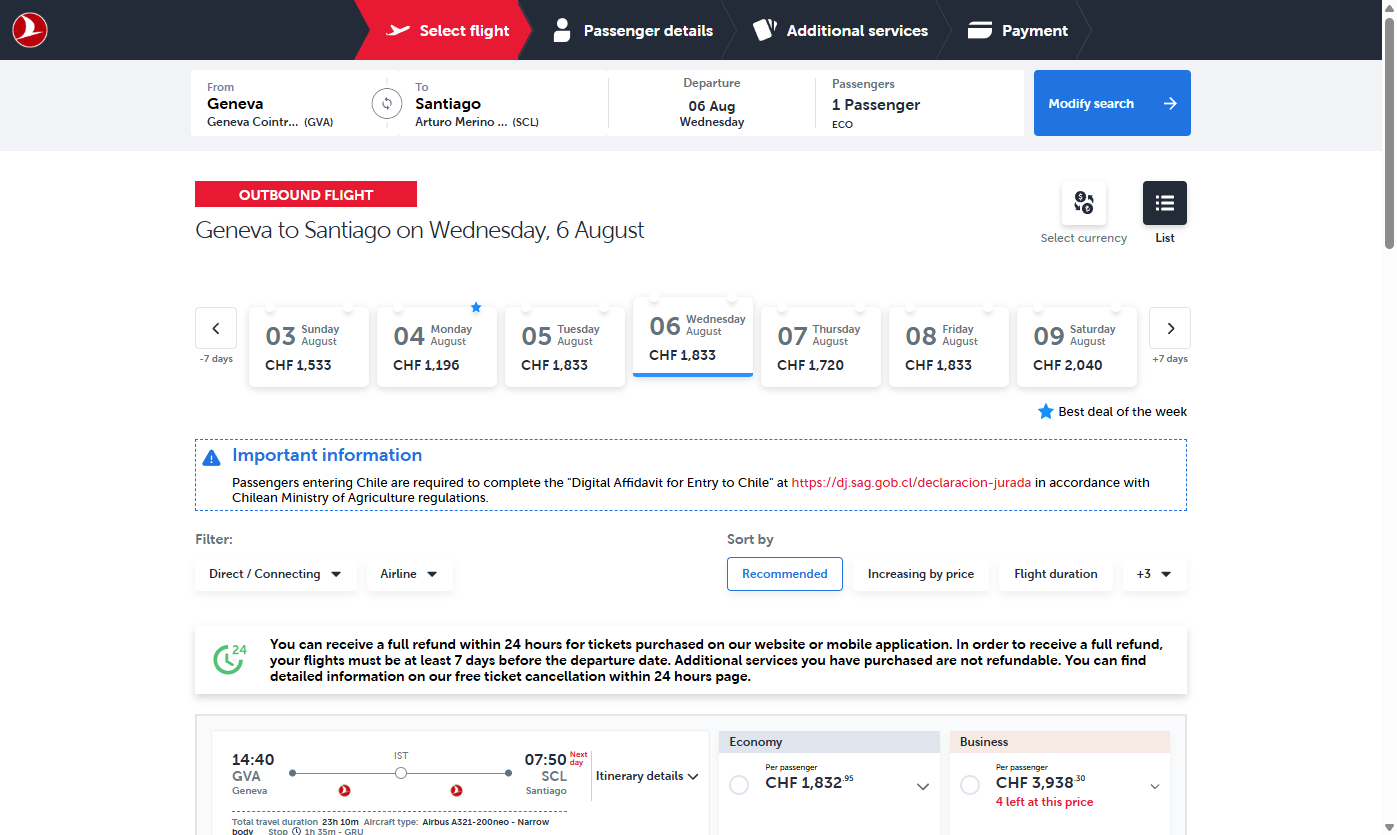 Select flight
Passenger details
Additional services
Payment
From
Geneva
Geneva Cointr... (GVA)
To
Santiago
Arturo Merino ... (SCL)
Departure
06 Aug
Wednesday
Passengers
1 Passenger
ECO
Modify search
OUTBOUND FLIGHT
Geneva to Santiago on Wednesday, 6 August
Select currency
List
-7 days
03 Sunday August
CHF 1,533
04 Monday August
CHF 1,196
05 Tuesday August
CHF 1,833
06 Wednesday August
CHF 1,833
07 Thursday August
CHF 1,720
08 Friday August
CHF 1,833
09 Saturday August
CHF 2,040
+7 days
Best deal of the week
Important information
Passengers entering Chile are required to complete the "Digital Affidavit for Entry to Chile" at https://dj.sag.gob.cl/declaracion-jurada in accordance with
Chilean Ministry of Agriculture regulations.
Filter:
Direct / Connecting
Airline
Sort by
Recommended
Increasing by price
Flight duration
+3
24
You can receive a full refund within 24 hours for tickets purchased on our website or mobile application. In order to receive a full refund,
your flights must be at least 7 days before the departure date. Additional services you have purchased are not refundable. You can find
detailed information on our free ticket cancellation within 24 hours page.
14:40
GVA
Geneva
IST
07:50 Next day
SCL
Santiago
Itinerary details
Total travel duration 23h 10m Aircraft type: Airbus A321-200neo - Narrow
body Stop 1h 35m - GRU
Economy
Per passenger
CHF 1,832.95
Business
Per passenger
CHF 3,938.30
4 left at this price